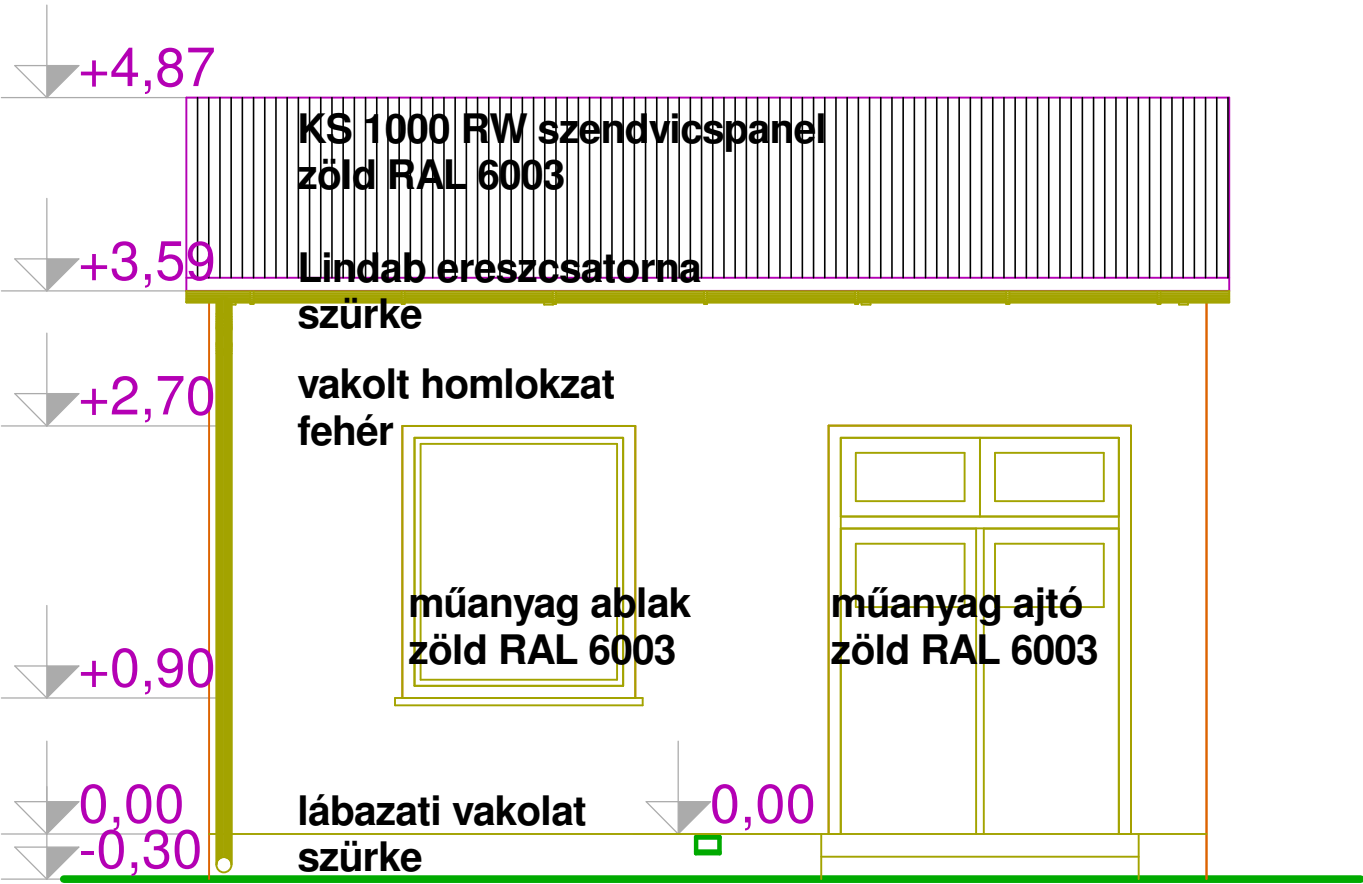 +4,87
KS 1000 RW szendvicspanel
zöld RAL 6003
+3,59
Lindab ereszcsatorna
szürke
vakolt homlokzat
+2,70
fehér
műanyag ablak
zöld RAL 6003
műanyag ajtó
zöld RAL 6003
+0,90
0,00
lábazati vakolat
0,00
-0,30
szürke